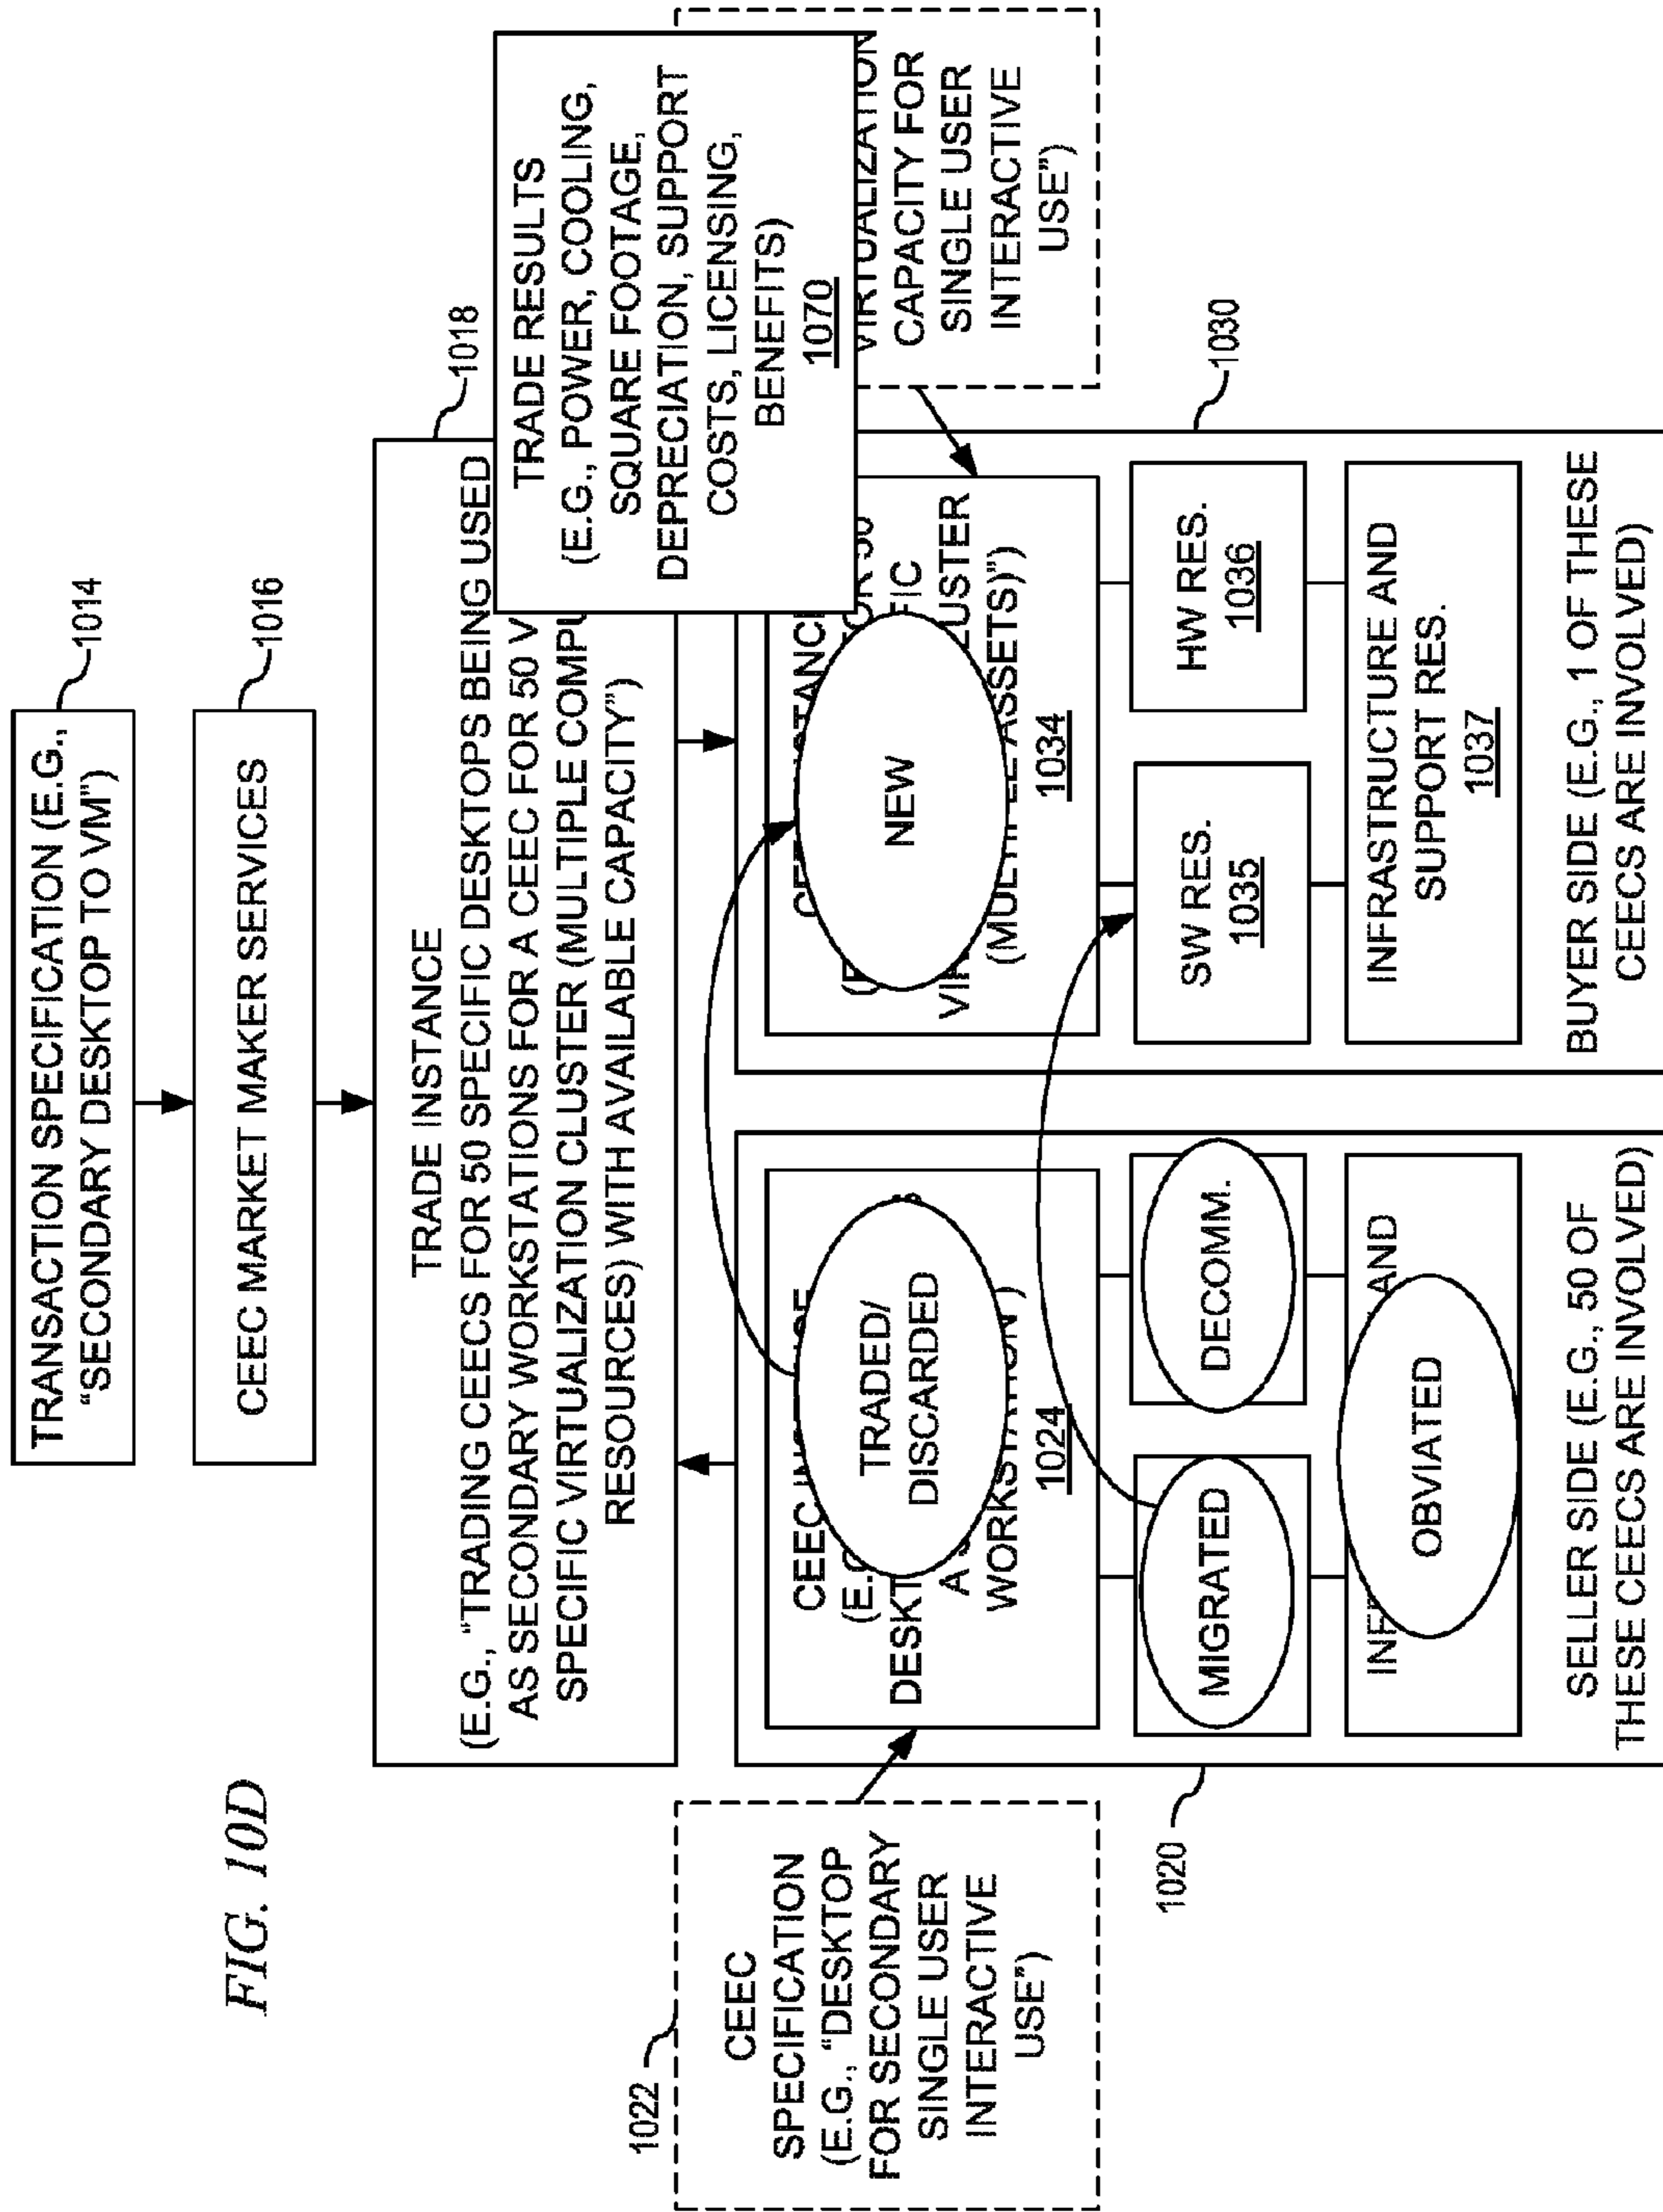 FIG. 10D
TRANSACTION SPECIFICATION (E.G.,
“SECONDARY DESKTOP TO VM”)
1014
CEEC MARKET MAKER SERVICES
1016
TRADE INSTANCE
(E.G., “TRADING CEECS FOR 50 SPECIFIC DESKTOPS BEING USED
AS SECONDARY WORKSTATIONS FOR A CEEC FOR 50 V
SPECIFIC VIRTUALIZATION CLUSTER (MULTIPLE COMPU
RESOURCES) WITH AVAILABLE CAPACITY”)
1018
TRADE RESULTS
(E.G., POWER, COOLING,
SQUARE FOOTAGE,
DEPRECIATION, SUPPORT
COSTS, LICENSING,
BENEFITS)
1070
1022
CEEC
SPECIFICATION
(E.G., “DESKTOP
FOR SECONDARY
SINGLE USER
INTERACTIVE
USE”)
CEEC
(E.G
DESKT
A S
WORKSTATION”)
1024
TRADED/
DISCARDED
MIGRATED
DECOMM.
AND
OBVIATED
SELLER SIDE (E.G., 50 OF
THESE CEECS ARE INVOLVED)
1020
50
(MULTIPLE ASSETS)”)
1034
NEW
SW RES.
1035
HW RES.
1036
INFRASTRUCTURE AND
SUPPORT RES.
1037
BUYER SIDE (E.G., 1 OF THESE
CEECS ARE INVOLVED)
1030
VIRTUALIZATION
CAPACITY FOR
SINGLE USER
INTERACTIVE
USE”)